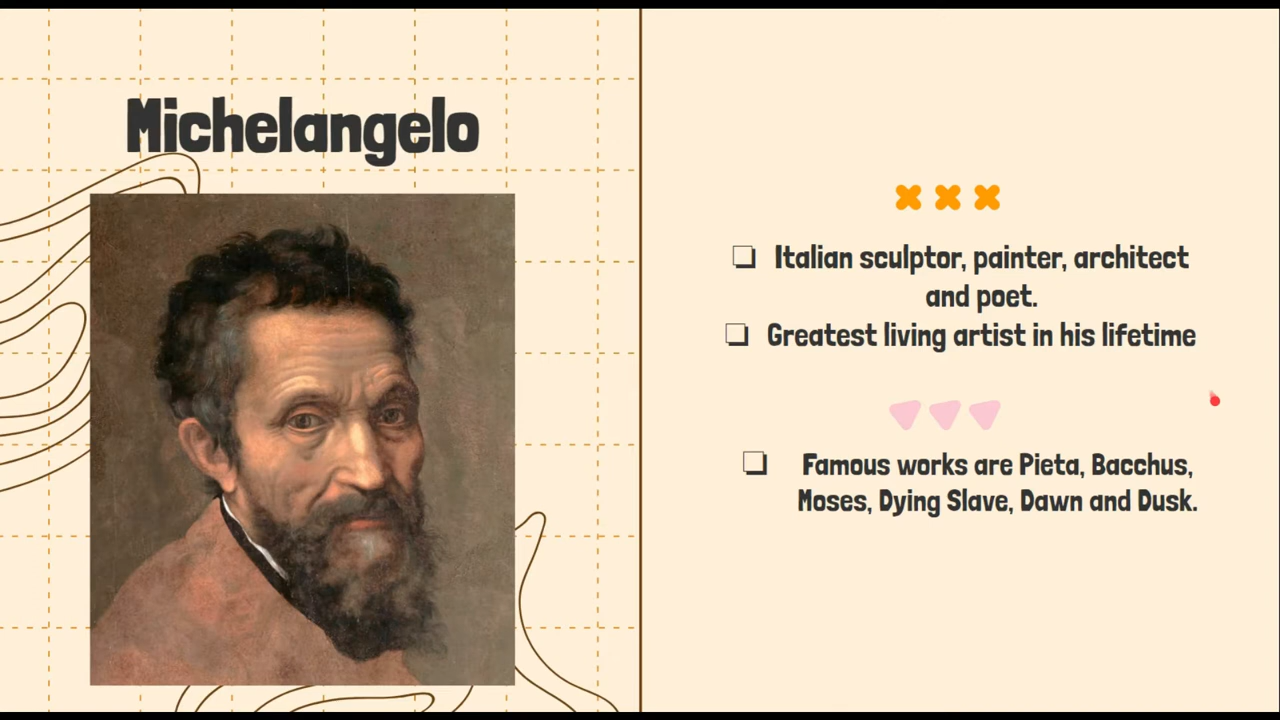 Michelangelo
❏ Italian sculptor, painter, architect
and poet.
❏ Greatest living artist in his lifetime
❏ Famous works are Pieta, Bacchus,
Moses, Dying Slave, Dawn and Dusk.